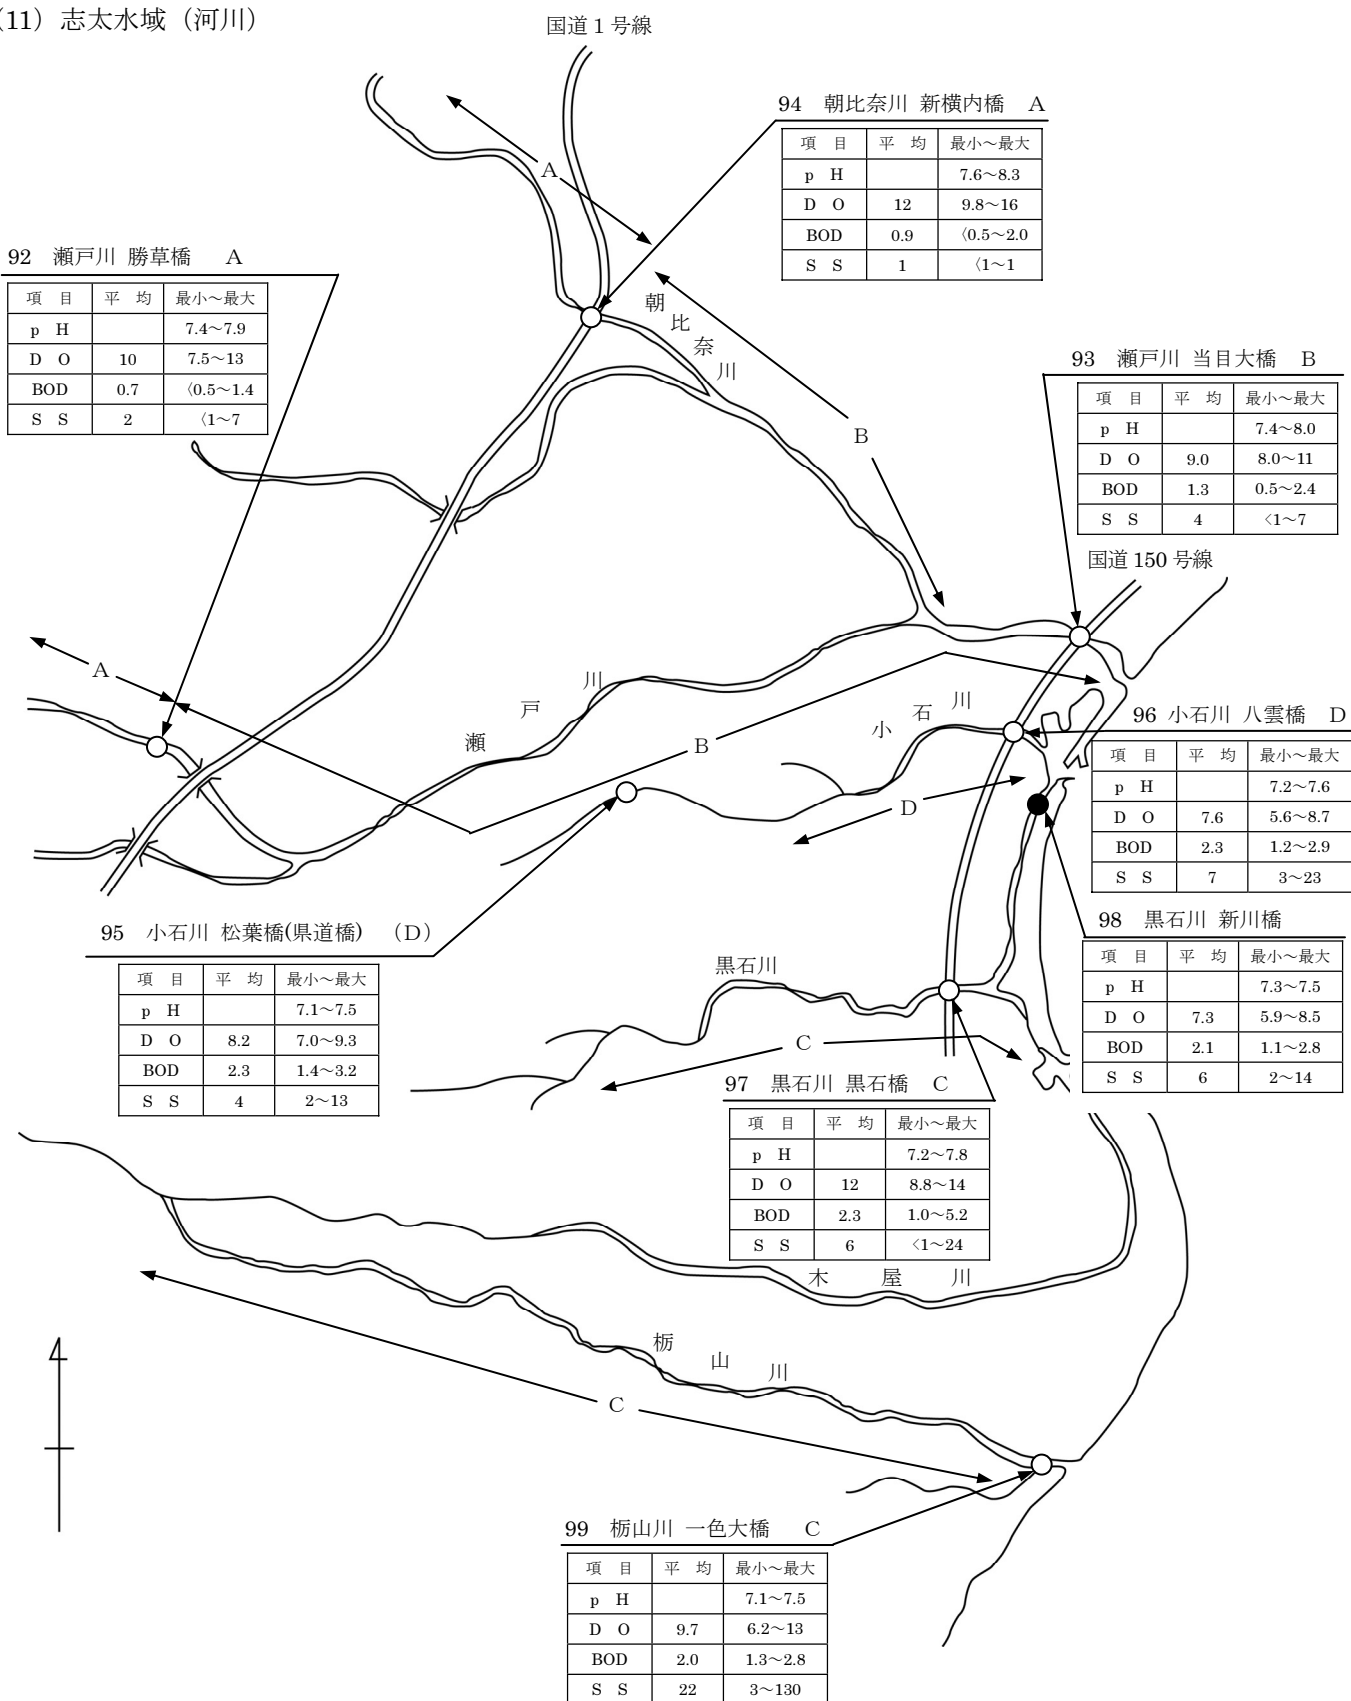 (11) 志太水域（河川）
国道 1 号線
94 朝比奈川 新横内橋 A
項 目 平 均 最小～最大
p H 7.6～8.3
D O 12 9.8～16
BOD 0.9 〈0.5～2.0
S S 1 〈1～1
A
92 瀬戸川 勝草橋 A
項 目 平 均 最小～最大
p H 7.4～7.9
D O 10 7.5～13
BOD 0.7 〈0.5～1.4
S S 2 〈1～7
朝比奈川
93 瀬戸川 当目大橋 B
項 目 平 均 最小～最大
p H 7.4～8.0
D O 9.0 8.0～11
BOD 1.3 0.5～2.4
S S 4 <1～7
B
国道 150 号線
A
瀬戸川
小石川
B
96 小石川 八雲橋 D
項 目 平 均 最小～最大
p H 7.2～7.6
D O 7.6 5.6～8.7
BOD 2.3 1.2～2.9
S S 7 3～23
D
95 小石川 松葉橋(県道橋) （D）
項 目 平 均 最小～最大
p H 7.1～7.5
D O 8.2 7.0～9.3
BOD 2.3 1.4～3.2
S S 4 2～13
98 黒石川 新川橋
項 目 平 均 最小～最大
p H 7.3～7.5
D O 7.3 5.9～8.5
BOD 2.1 1.1～2.8
S S 6 2～14
黒石川
C
97 黒石川 黒石橋 C
項 目 平 均 最小～最大
p H 7.2～7.8
D O 12 8.8～14
BOD 2.3 1.0～5.2
S S 6 <1～24
木屋川
栃山川
C
99 栃山川 一色大橋 C
項 目 平 均 最小～最大
p H 7.1～7.5
D O 9.7 6.2～13
BOD 2.0 1.3～2.8
S S 22 3～130